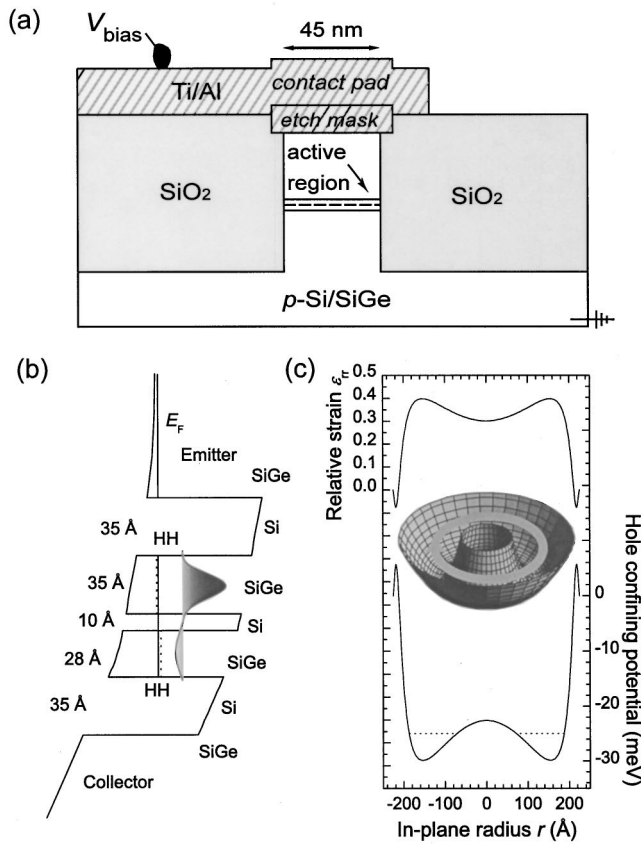 (a)
V bias
45 nm
Ti/Al
contact pad
etch mask
active
region
SiO₂
SiO₂
p-Si/SiGe
(b)
E_F
Emitter
SiGe
35 Å
Si
HH
35 Å
SiGe
10 Å
Si
28 Å
SiGe
HH
35 Å
Si
SiGe
Collector
(c)
Relative strain ε_rr
0.5
0.4
0.3
0.2
0.1
0.0
Hole confining potential (meV)
0
-10
-20
-30
-200 -100 0 100 200
In-plane radius r (Å)